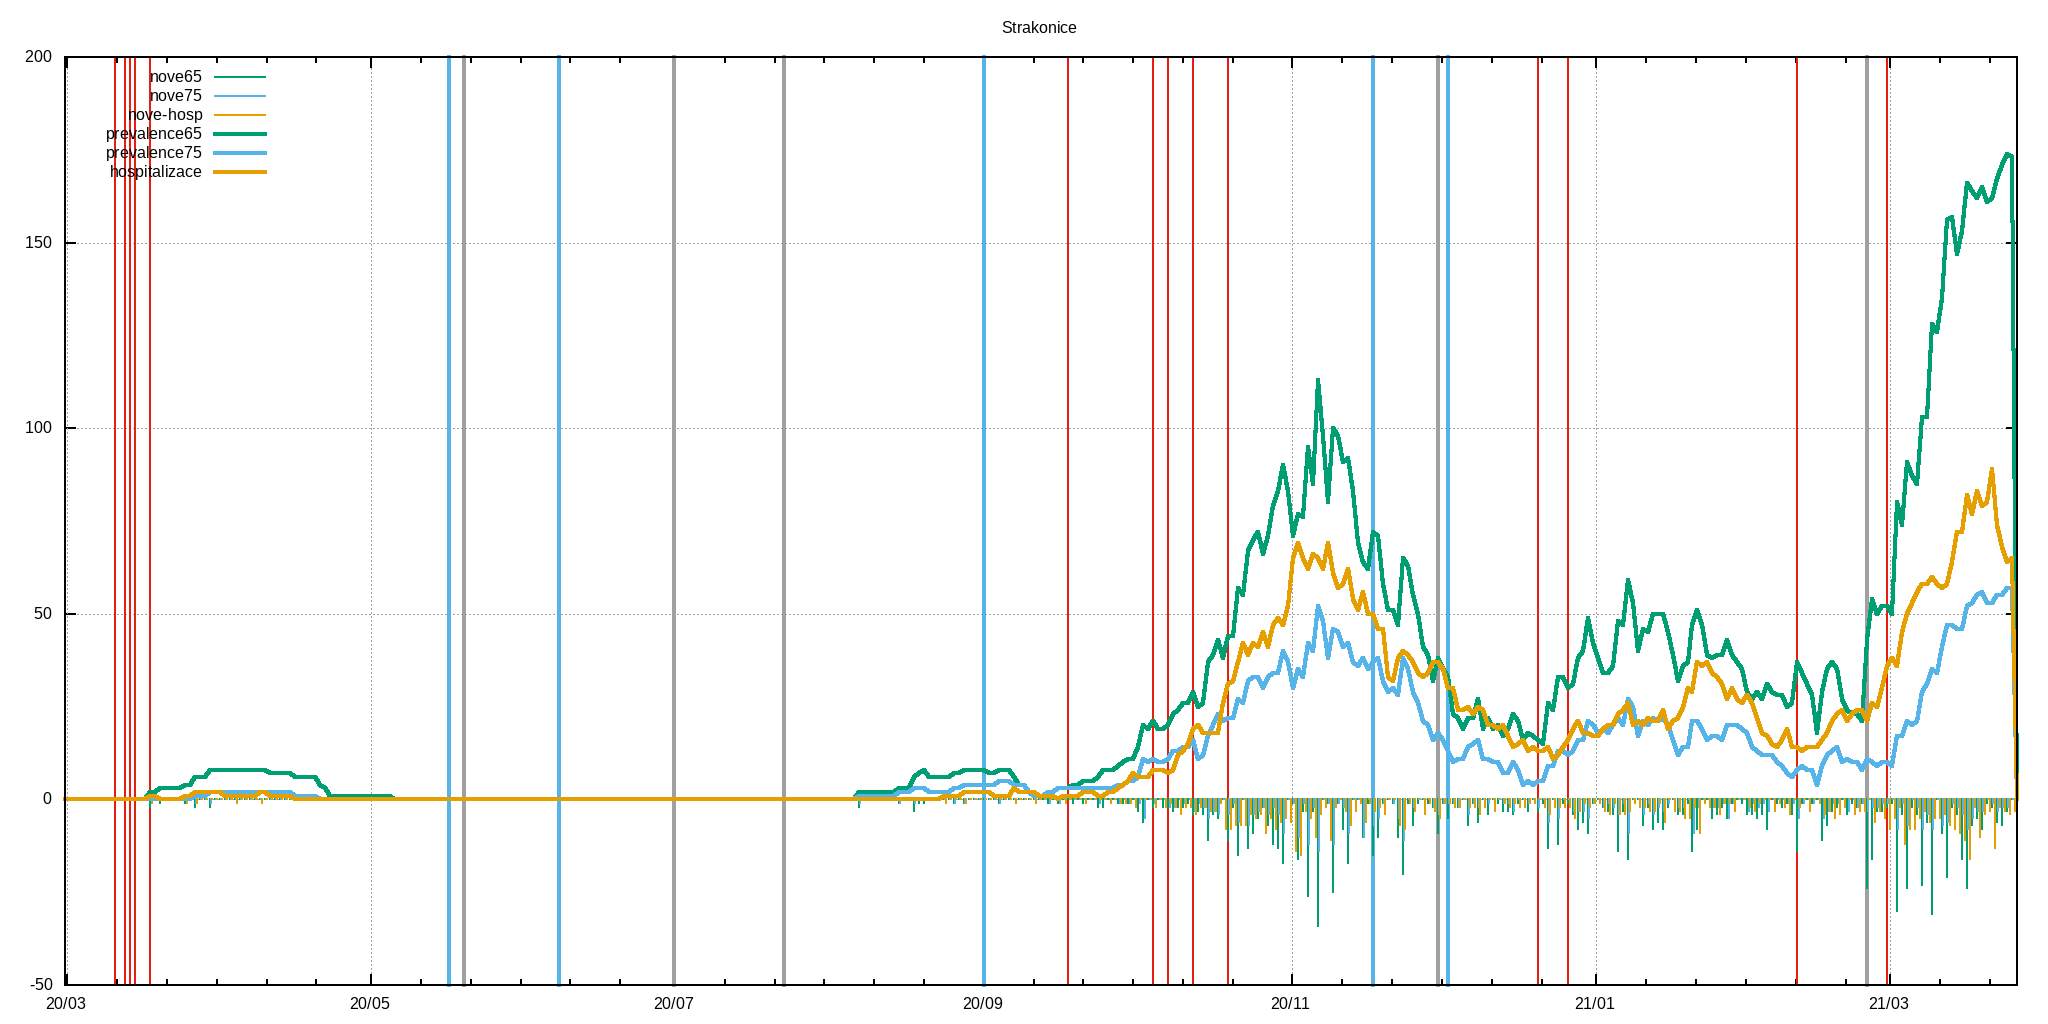 Strakonice
200
150
100
50
0
-50
nove65
nove75
nove-hosp
prevalence65
prevalence75
hospitalizace
20/03 20/05 20/07 20/09 20/11 21/01 21/03